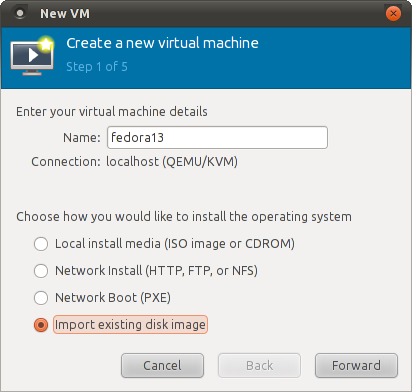 New VM
Create a new virtual machine
Step 1 of 5
Enter your virtual machine details
Name: fedora13
Connection: localhost (QEMU/KVM)
Choose how you would like to install the operating system
Local install media (ISO image or CDROM)
Network Install (HTTP, FTP, or NFS)
Network Boot (PXE)
Import existing disk image
Cancel Back Forward